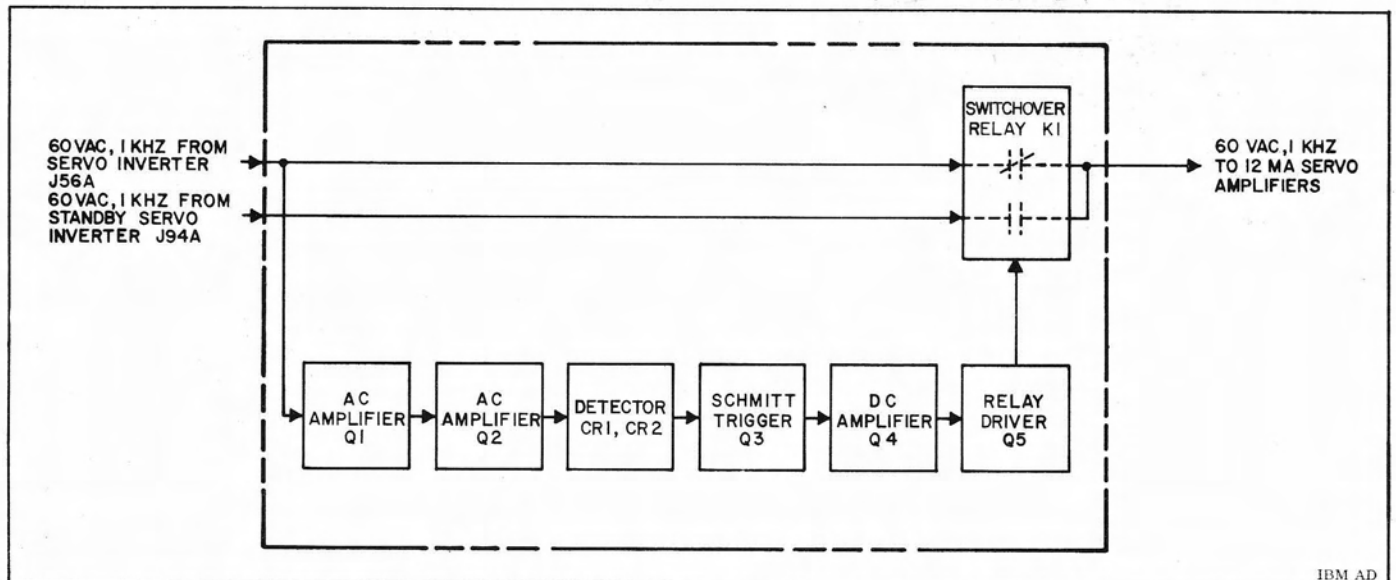 60 VAC, 1 KHZ FROM
SERVO INVERTER
J56A
60 VAC, 1 KHZ FROM
STANDBY SERVO
INVERTER J94A
SWITCHOVER
RELAY K1
60 VAC, 1 KHZ
TO 12 MA SERVO
AMPLIFIERS
AC
AMPLIFIER
Q1
AC
AMPLIFIER
Q2
DETECTOR
CR1, CR2
SCHMITT
TRIGGER
Q3
DC
AMPLIFIER
Q4
RELAY
DRIVER
Q5
IBM AD